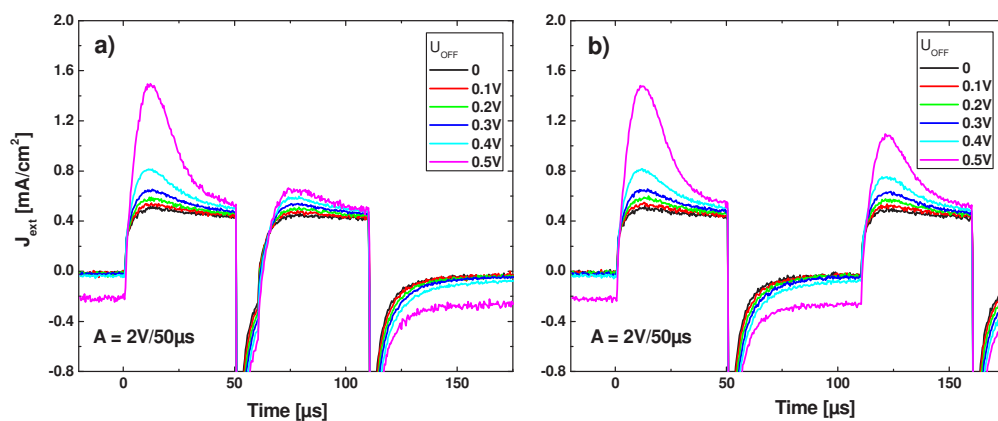 a)
U_OFF
0
0.1V
0.2V
0.3V
0.4V
0.5V
2.0
1.6
1.2
0.8
0.4
0.0
-0.4
-0.8
J_ext [mA/cm²]
A = 2V/50µs
0 50 100 150
Time [µs]
b)
U_OFF
0
0.1V
0.2V
0.3V
0.4V
0.5V
2.0
1.6
1.2
0.8
0.4
0.0
-0.4
-0.8
A = 2V/50µs
0 50 100 150
Time [µs]